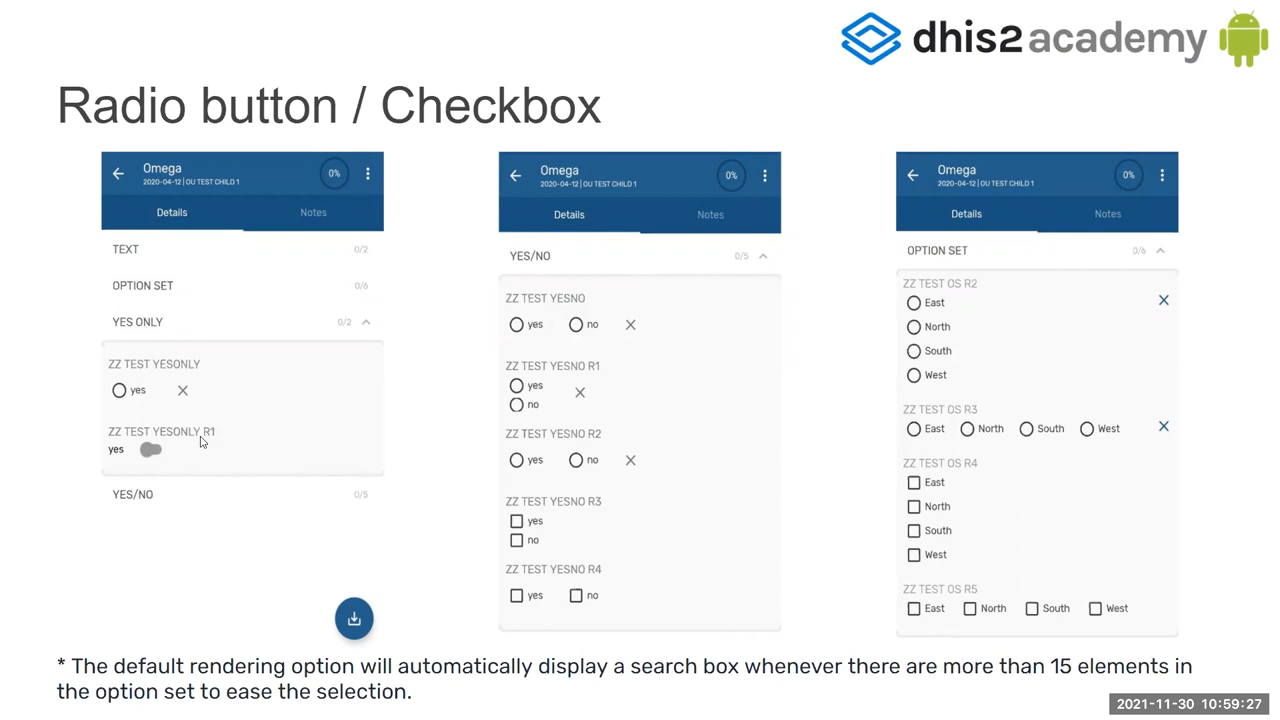 dhis2 academy
Radio button / Checkbox
Omega
2020-04-12 | OU TEST CHILD 1
0%
Details
Notes
TEXT
0/2
OPTION SET
0/6
YES ONLY
0/2
ZZ TEST YESONLY
yes
ZZ TEST YESONLY R1
yes
YES/NO
0/5
Omega
2020-04-12 | OU TEST CHILD 1
0%
Details
Notes
YES/NO
0/5
ZZ TEST YESNO
yes no
ZZ TEST YESNO R1
yes
no
ZZ TEST YESNO R2
yes no
ZZ TEST YESNO R3
yes
no
ZZ TEST YESNO R4
yes no
Omega
2020-04-12 | OU TEST CHILD 1
0%
Details
Notes
OPTION SET
0/6
ZZ TEST OS R2
East
North
South
West
ZZ TEST OS R3
East North South West
ZZ TEST OS R4
East
North
South
West
ZZ TEST OS R5
East North South West
* The default rendering option will automatically display a search box whenever there are more than 15 elements in
the option set to ease the selection.
2021-11-30 10:59:27